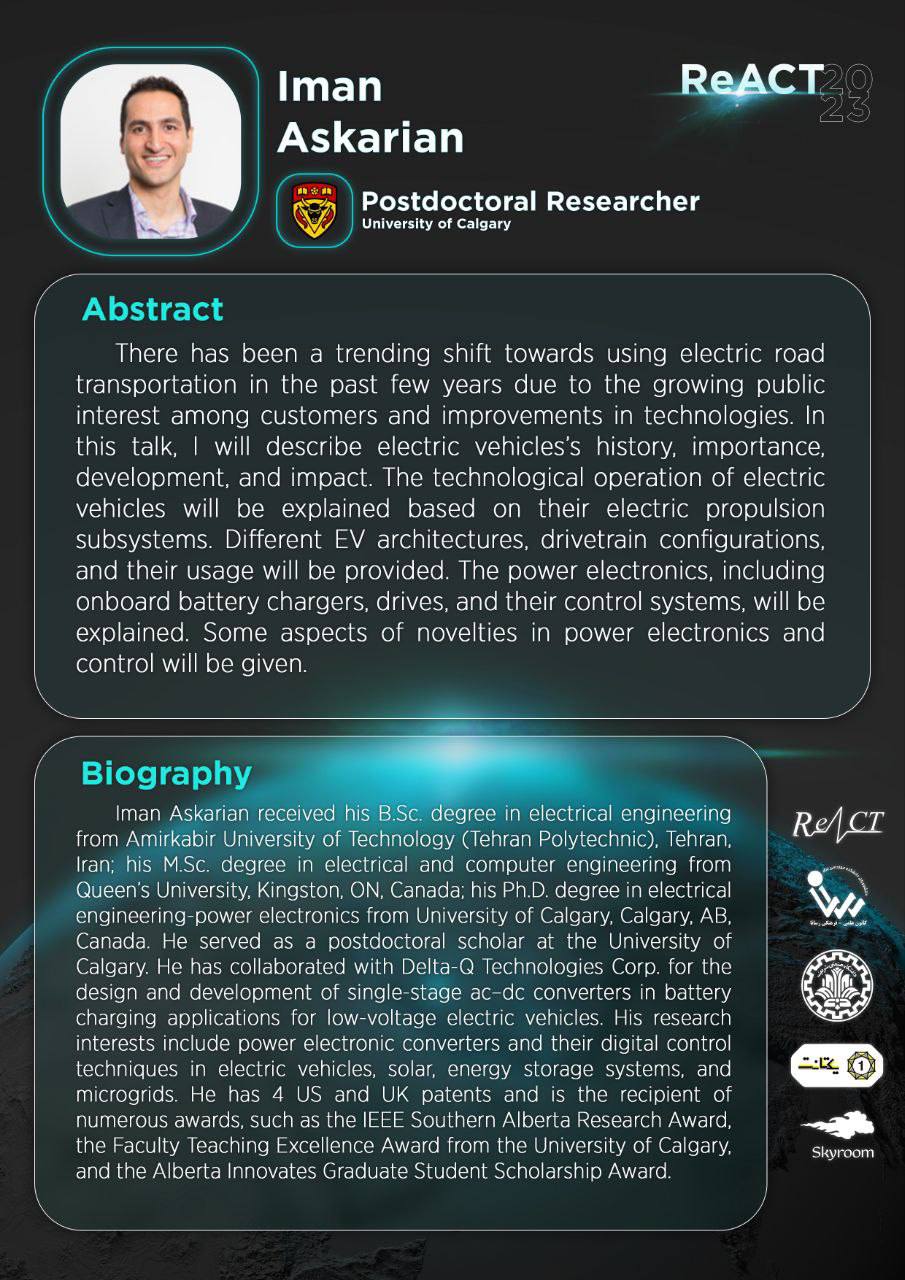 Iman
Askarian
ReACT2023
Postdoctoral Researcher
University of Calgary
Abstract
There has been a trending shift towards using electric road
transportation in the past few years due to the growing public
interest among customers and improvements in technologies. In
this talk, I will describe electric vehicles's history, importance,
development, and impact. The technological operation of electric
vehicles will be explained based on their electric propulsion
subsystems. Different EV architectures, drivetrain configurations,
and their usage will be provided. The power electronics, including
onboard battery chargers, drives, and their control systems, will be
explained. Some aspects of novelties in power electronics and
control will be given.
Biography
Iman Askarian received his B.Sc. degree in electrical engineering
from Amirkabir University of Technology (Tehran Polytechnic), Tehran,
Iran; his M.Sc. degree in electrical and computer engineering from
Queen's University, Kingston, ON, Canada; his Ph.D. degree in electrical
engineering-power electronics from University of Calgary, Calgary, AB,
Canada. He served as a postdoctoral scholar at the University of
Calgary. He has collaborated with Delta-Q Technologies Corp. for the
design and development of single-stage ac–dc converters in battery
charging applications for low-voltage electric vehicles. His research
interests include power electronic converters and their digital control
techniques in electric vehicles, solar, energy storage systems, and
microgrids. He has 4 US and UK patents and is the recipient of
numerous awards, such as the IEEE Southern Alberta Research Award,
the Faculty Teaching Excellence Award from the University of Calgary,
and the Alberta Innovates Graduate Student Scholarship Award.
ReACT
رسانا
کانون علمی - فرهنگی رسانا
یکتانت
1
Skyroom